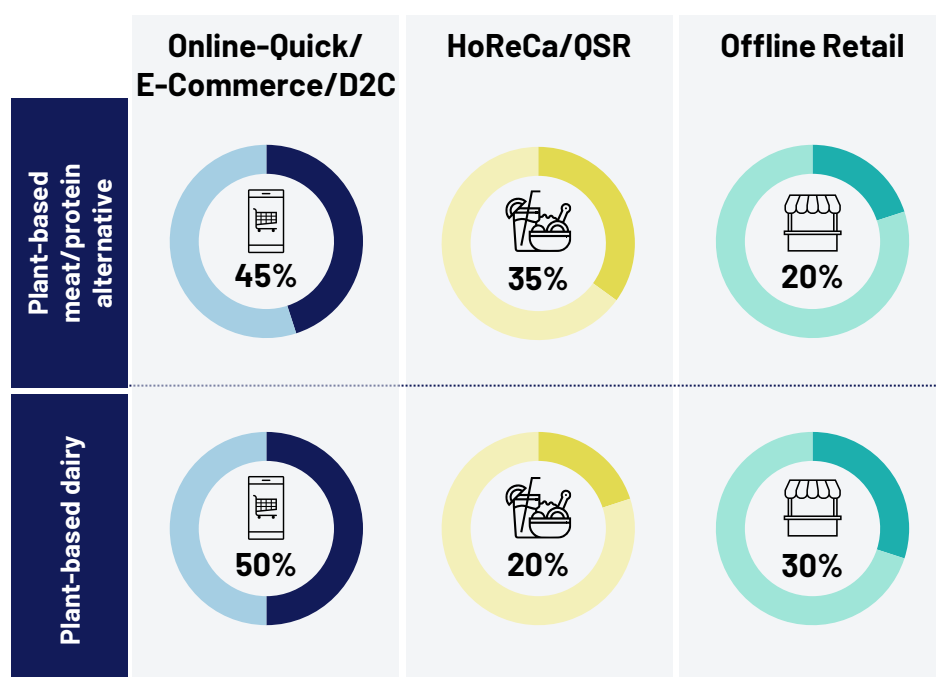 Online-Quick/
E-Commerce/D2C
HoReCa/QSR
Offline Retail
Plant-based
meat/protein
alternative
45%
35%
20%
Plant-based dairy
50%
20%
30%